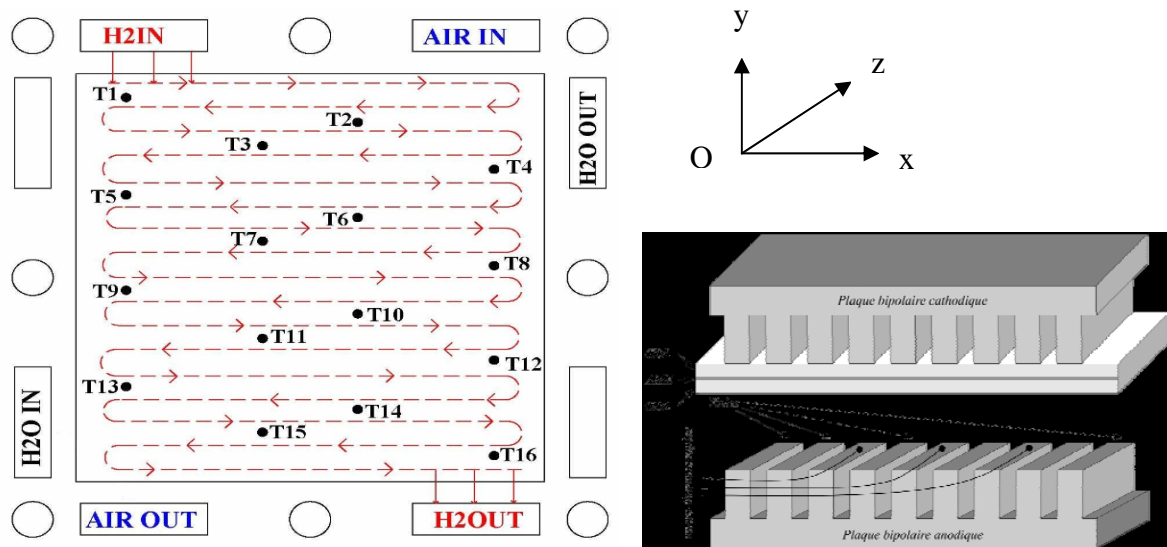 H2IN
AIR IN
H2O OUT
T1
T2
T3
T4
T5
T6
T7
T8
T9
T10
T11
T12
T13
T14
T15
T16
H2O IN
AIR OUT
H2OUT
y
z
O
x
Plaque bipolaire cathodique
Plaque bipolaire anodique